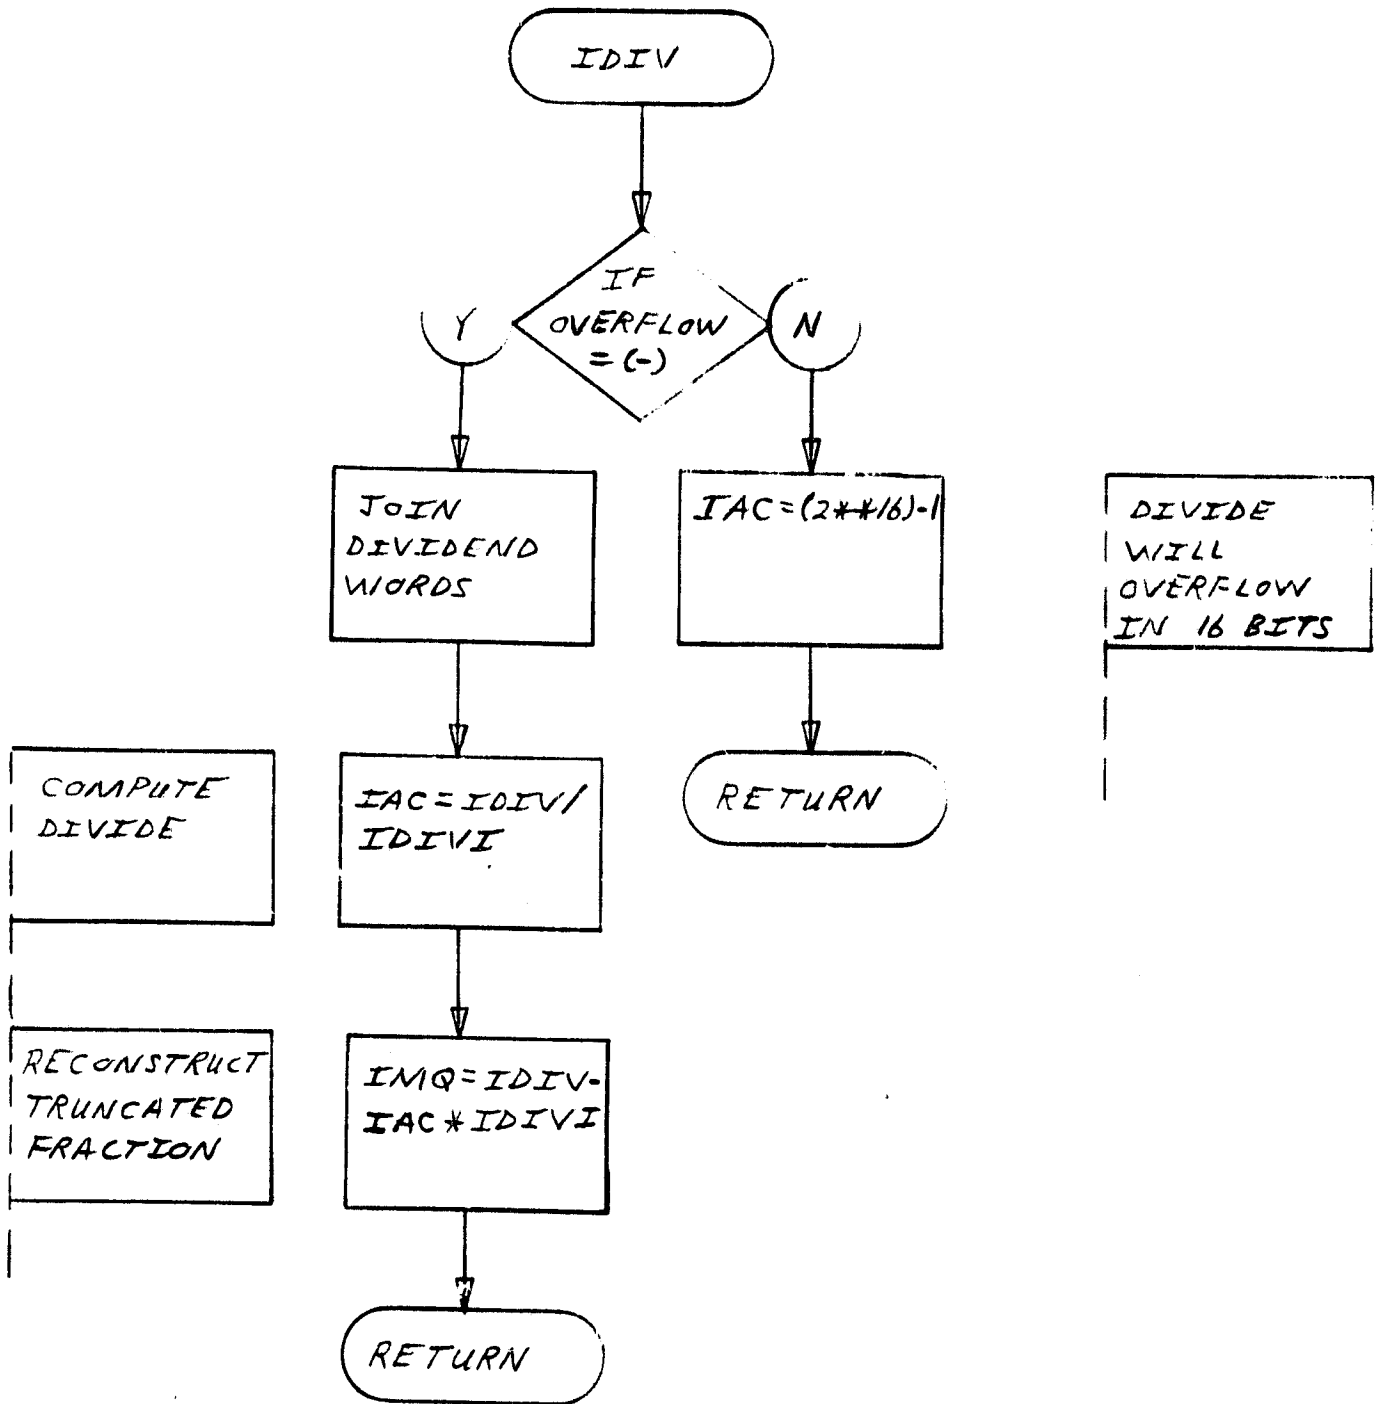 IDIV
IF
OVERFLOW
= (-)
Y
N
JOIN
DIVIDEND
WORDS
IAC=(2**16)-1
DIVIDE
WILL
OVERFLOW
IN 16 BITS
COMPUTE
DIVIDE
IAC=IDIV/
IDIVI
RETURN
RECONSTRUCT
TRUNCATED
FRACTION
IMQ=IDIV-
IAC*IDIVI
RETURN